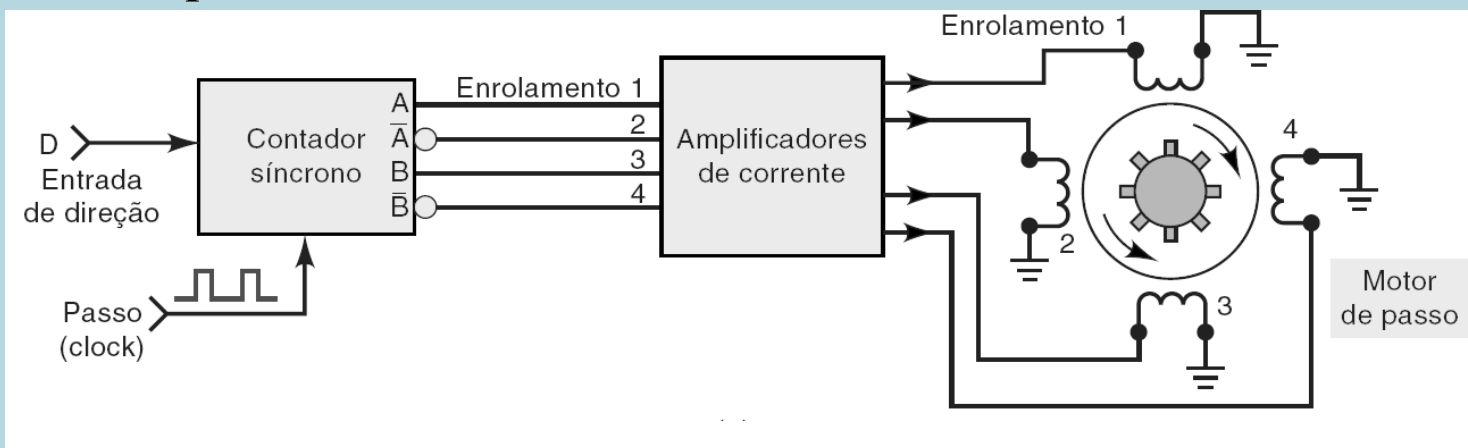 Enrolamento 1
D
Entrada
de direção
Contador
síncrono
A
A̅
B
B̅
Enrolamento 1
2
3
4
Amplificadores
de corrente
4
2
3
Passo
(clock)
Motor
de passo